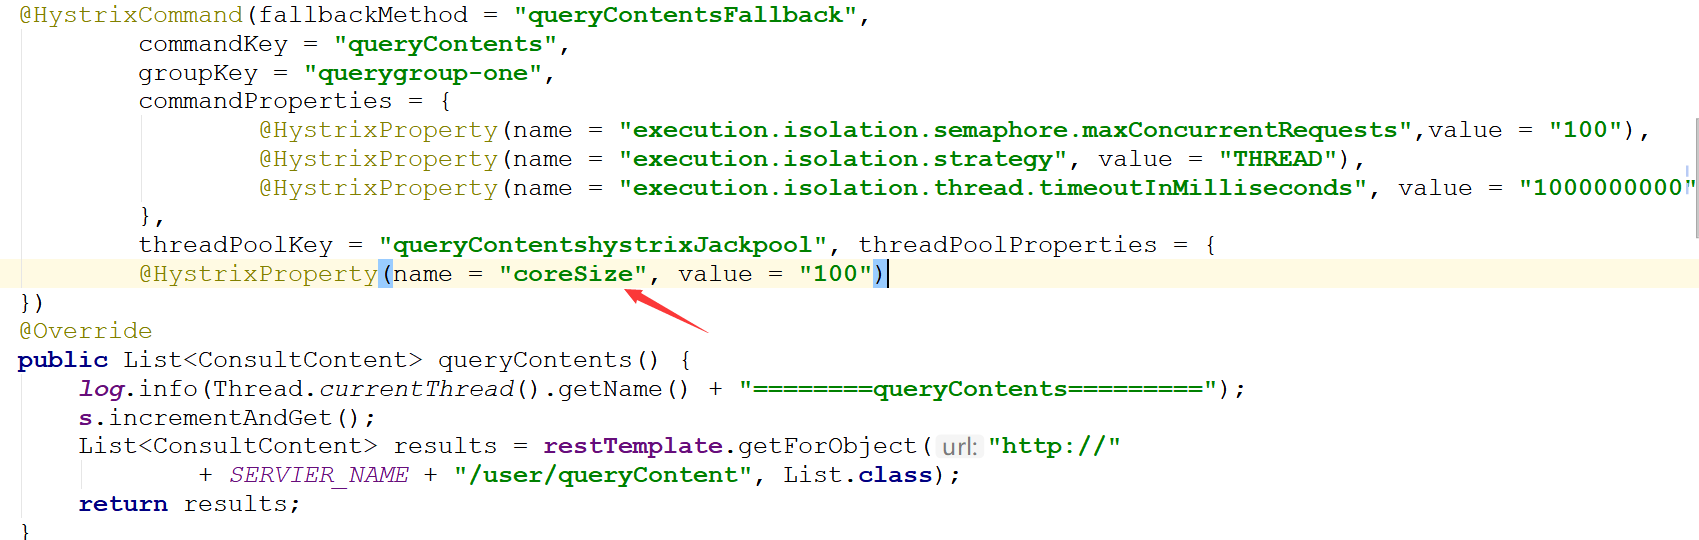 @HystrixCommand(fallbackMethod = "queryContentsFallback",
commandKey = "queryContents",
groupKey = "querygroup-one",
commandProperties = {
@HystrixProperty(name = "execution.isolation.semaphore.maxConcurrentRequests",value = "100"),
@HystrixProperty(name = "execution.isolation.strategy", value = "THREAD"),
@HystrixProperty(name = "execution.isolation.thread.timeoutInMilliseconds", value = "1000000000"
},
threadPoolKey = "queryContentshystrixJackpool", threadPoolProperties = {
@HystrixProperty(name = "coreSize", value = "100")
})
@Override
public List<ConsultContent> queryContents() {
log.info(Thread.currentThread().getName() + "========queryContents=========");
s.incrementAndGet();
List<ConsultContent> results = restTemplate.getForObject( url: "http://"
+ SERVIER_NAME + "/user/queryContent", List.class);
return results;
}